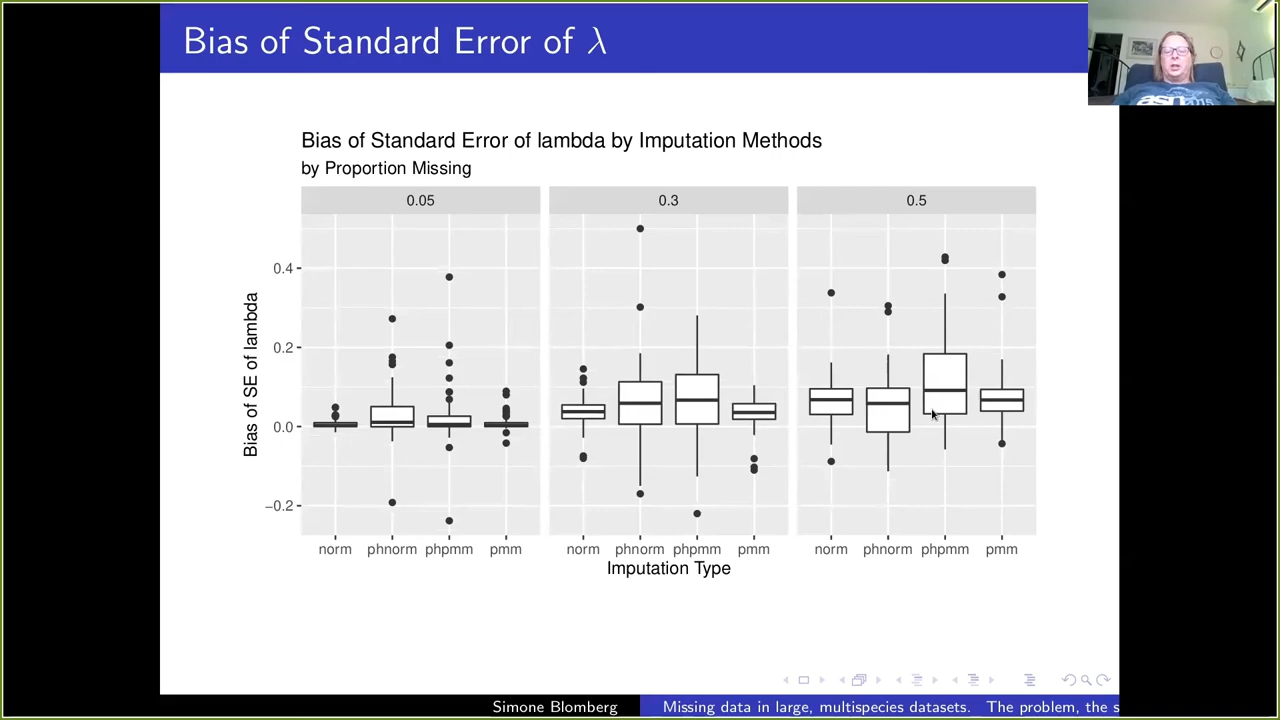 Bias of Standard Error of λ
Bias of Standard Error of lambda by Imputation Methods
by Proportion Missing
0.05 0.3 0.5
Bias of SE of lambda
0.4
0.2
0.0
−0.2
norm phnorm phpmm pmm norm phnorm phpmm pmm norm phnorm phpmm pmm
Imputation Type
Simone Blomberg Missing data in large, multispecies datasets. The problem, the s